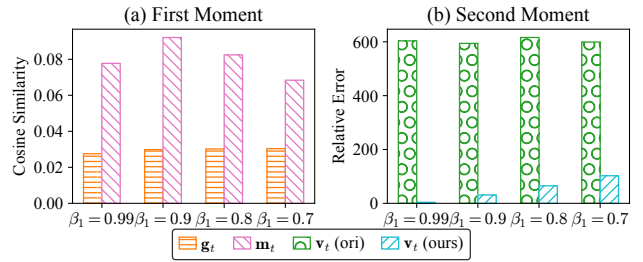 (a) First Moment
(b) Second Moment
Cosine Similarity
0.08
0.06
0.04
0.02
0.00
β₁ = 0.99 β₁ = 0.9 β₁ = 0.8 β₁ = 0.7
Relative Error
600
400
200
0
β₁ = 0.99 β₁ = 0.9 β₁ = 0.8 β₁ = 0.7
gₜ mₜ vₜ (ori) vₜ (ours)